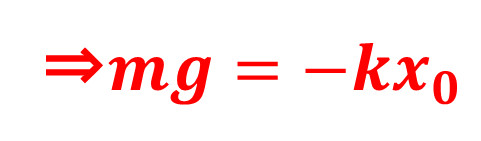 ⇒mg = −kx₀